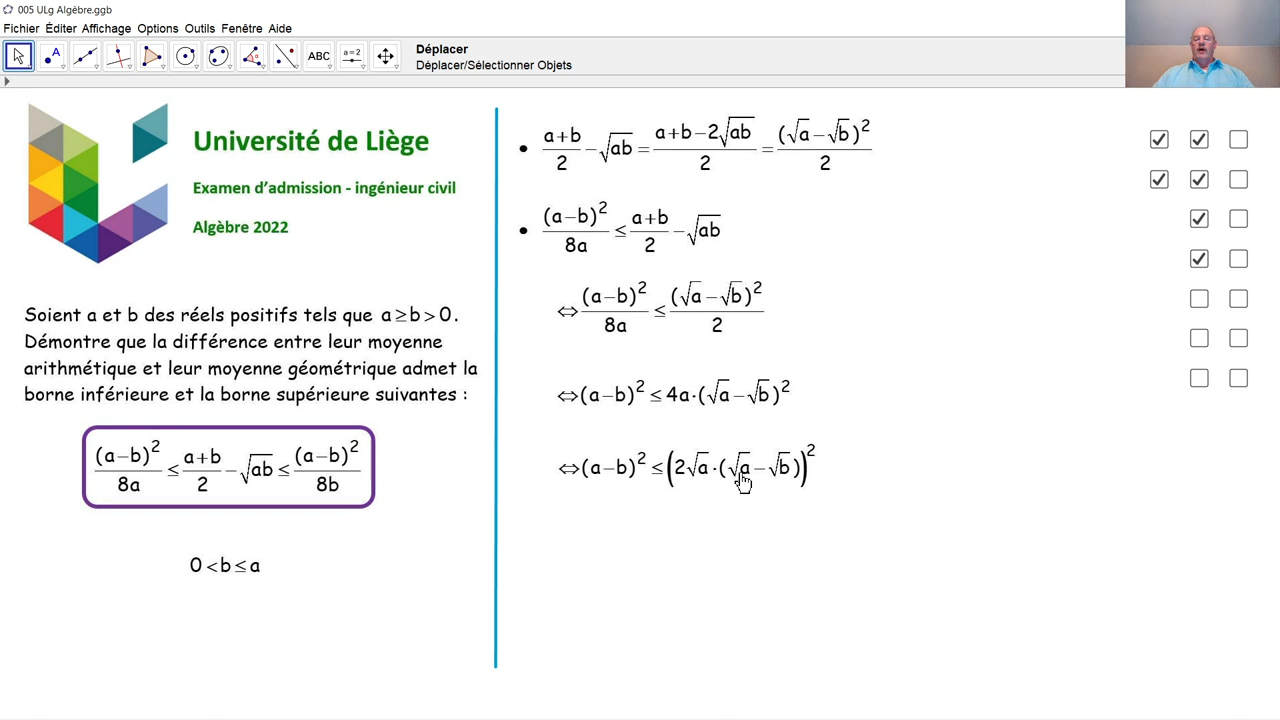 005 ULg Algèbre.ggb
Fichier Éditer Affichage Options Outils Fenêtre Aide
A ABC a=2
Déplacer
Déplacer/Sélectionner Objets
Université de Liège
Examen d'admission - ingénieur civil
Algèbre 2022
Soient a et b des réels positifs tels que a≥b>0.
Démontre que la différence entre leur moyenne
arithmétique et leur moyenne géométrique admet la
borne inférieure et la borne supérieure suivantes :
(a−b)²/8a ≤ a+b/2 − √ab ≤ (a−b)²/8b
0<b≤a
• a+b/2 − √ab = a+b−2√ab/2 = (√a−√b)²/2
• (a−b)²/8a ≤ a+b/2 − √ab
⇔ (a−b)²/8a ≤ (√a−√b)²/2
⇔ (a−b)² ≤ 4a·(√a−√b)²
⇔ (a−b)² ≤ (2√a·(√a−√b))²